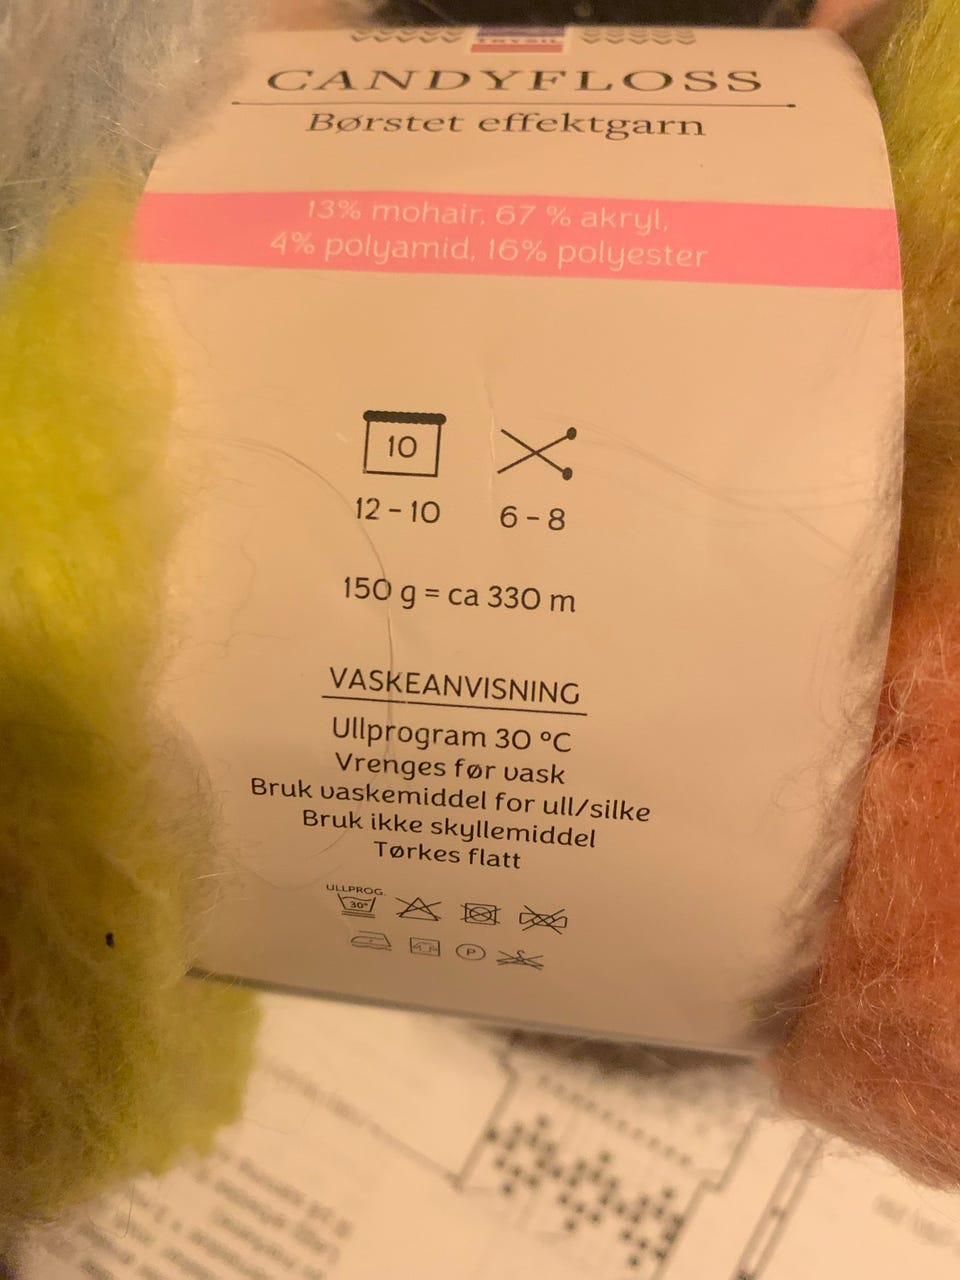 CANDYFLOSS
Børstet effektgarn
13% mohair, 67 % akryl,
4% polyamid, 16% polyester
10
12 - 10
6 - 8
150 g = ca 330 m
VASKEANVISNING
Ullprogram 30 °C
Vrenges før vask
Bruk vaskemiddel for ull/silke
Bruk ikke skyllemiddel
Tørkes flatt
ULLPROG.
30°
P